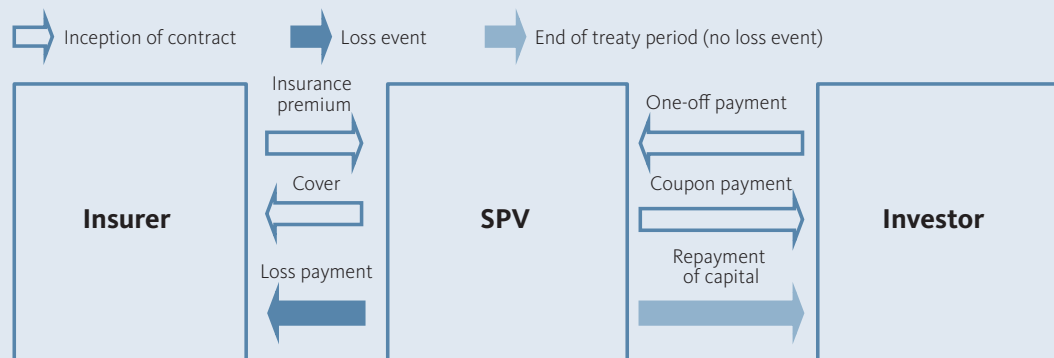 Inception of contract
Loss event
End of treaty period (no loss event)
Insurance
premium
One-off payment
Cover
Coupon payment
Insurer
SPV
Investor
Loss payment
Repayment
of capital